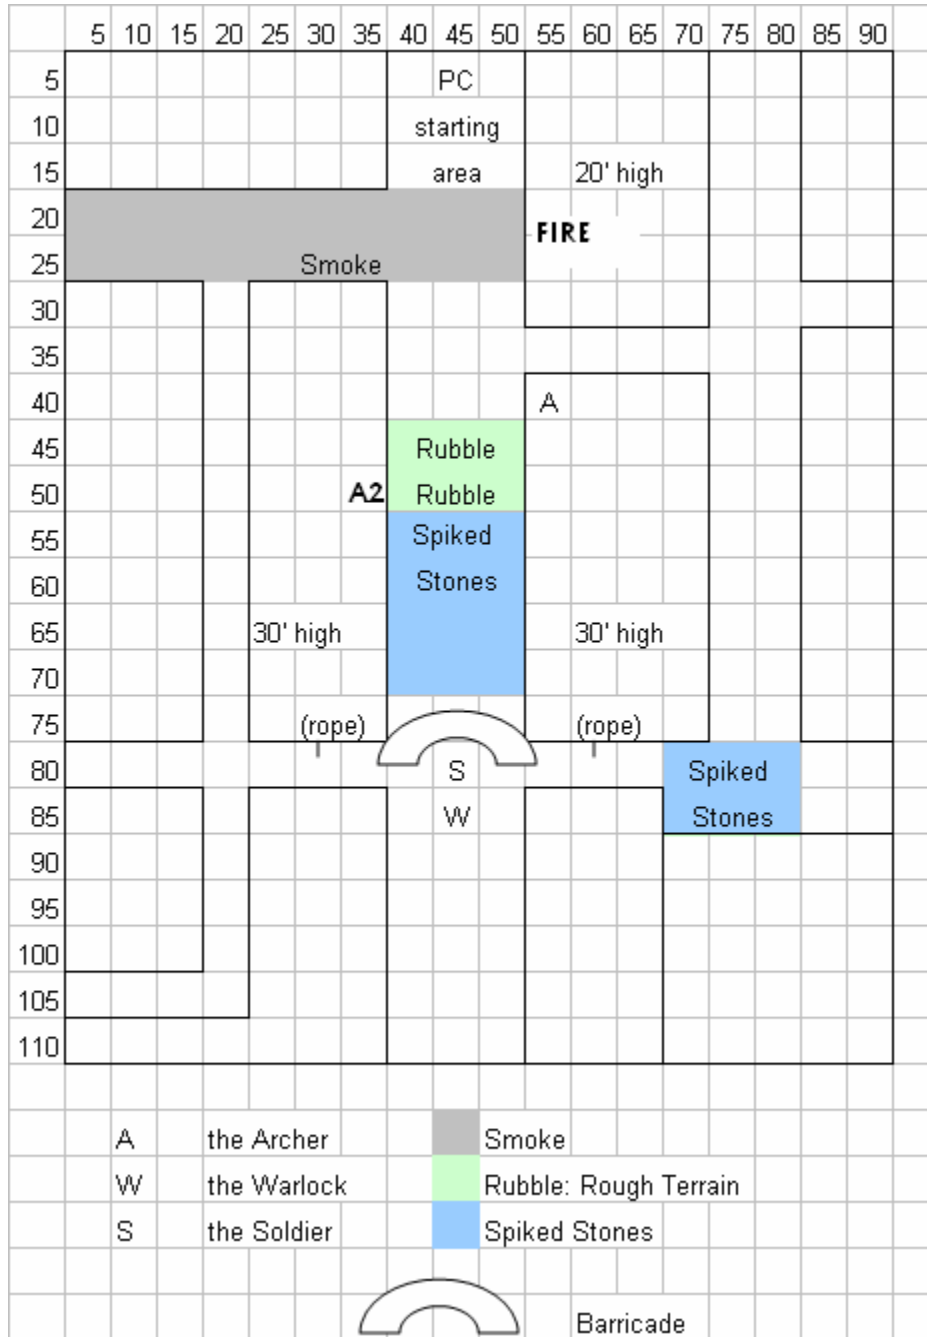 5 10 15 20 25 30 35 40 45 50 55 60 65 70 75 80 85 90
5 PC
10 starting
15 area 20' high
20 FIRE
25 Smoke
30
35
40 A
45 Rubble
50 A2 Rubble
55 Spiked
60 Stones
65 30' high 30' high
70
75 (rope) (rope)
80 S Spiked
85 W Stones
90
95
100
105
110
A the Archer Smoke
W the Warlock Rubble: Rough Terrain
S the Soldier Spiked Stones
Barricade